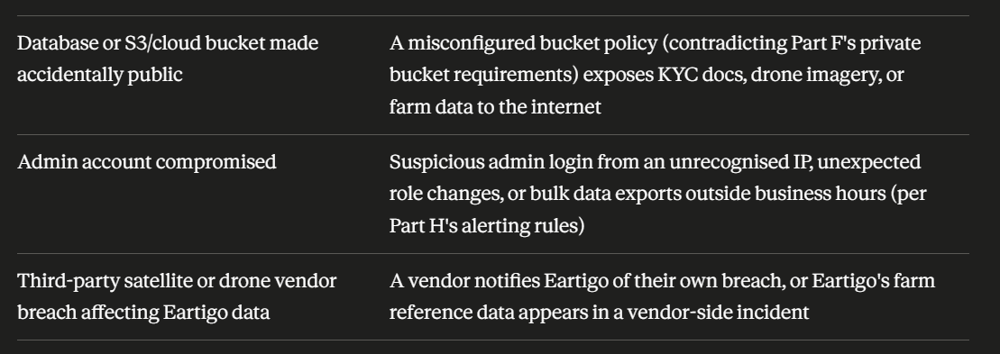 Database or S3/cloud bucket made
accidentally public
A misconfigured bucket policy (contradicting Part F's private
bucket requirements) exposes KYC docs, drone imagery, or
farm data to the internet
Admin account compromised
Suspicious admin login from an unrecognised IP, unexpected
role changes, or bulk data exports outside business hours (per
Part H's alerting rules)
Third-party satellite or drone vendor
breach affecting Eartigo data
A vendor notifies Eartigo of their own breach, or Eartigo's farm
reference data appears in a vendor-side incident